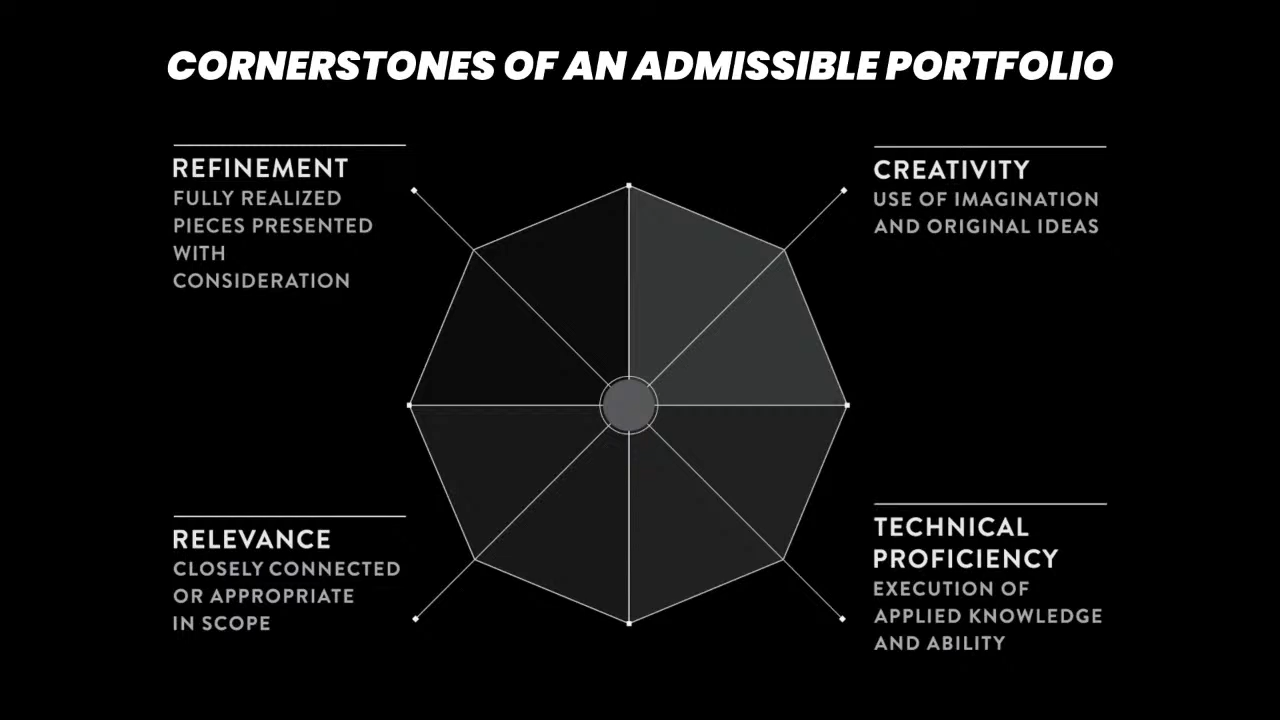 CORNERSTONES OF AN ADMISSIBLE PORTFOLIO
REFINEMENT
FULLY REALIZED
PIECES PRESENTED
WITH
CONSIDERATION
CREATIVITY
USE OF IMAGINATION
AND ORIGINAL IDEAS
RELEVANCE
CLOSELY CONNECTED
OR APPROPRIATE
IN SCOPE
TECHNICAL
PROFICIENCY
EXECUTION OF
APPLIED KNOWLEDGE
AND ABILITY